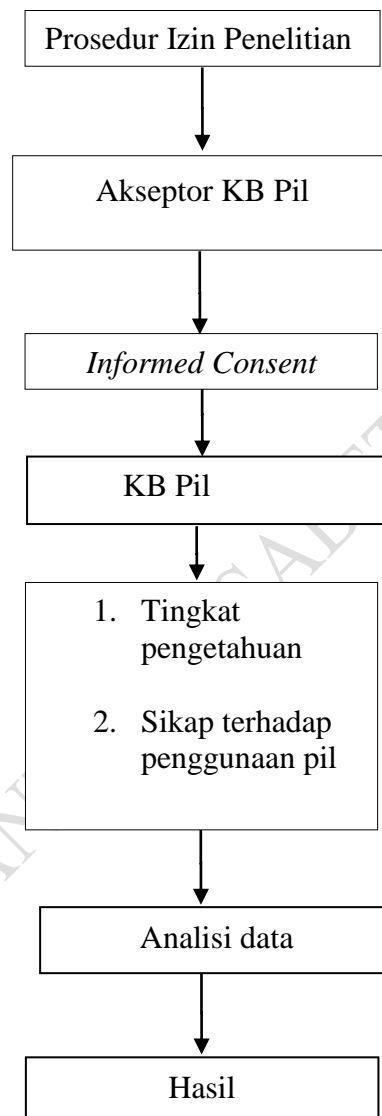 Prosedur Izin Penelitian
Akseptor KB Pil
Informed Consent
KB Pil
1. Tingkat
pengetahuan
2. Sikap terhadap
penggunaan pil
Analisi data
Hasil